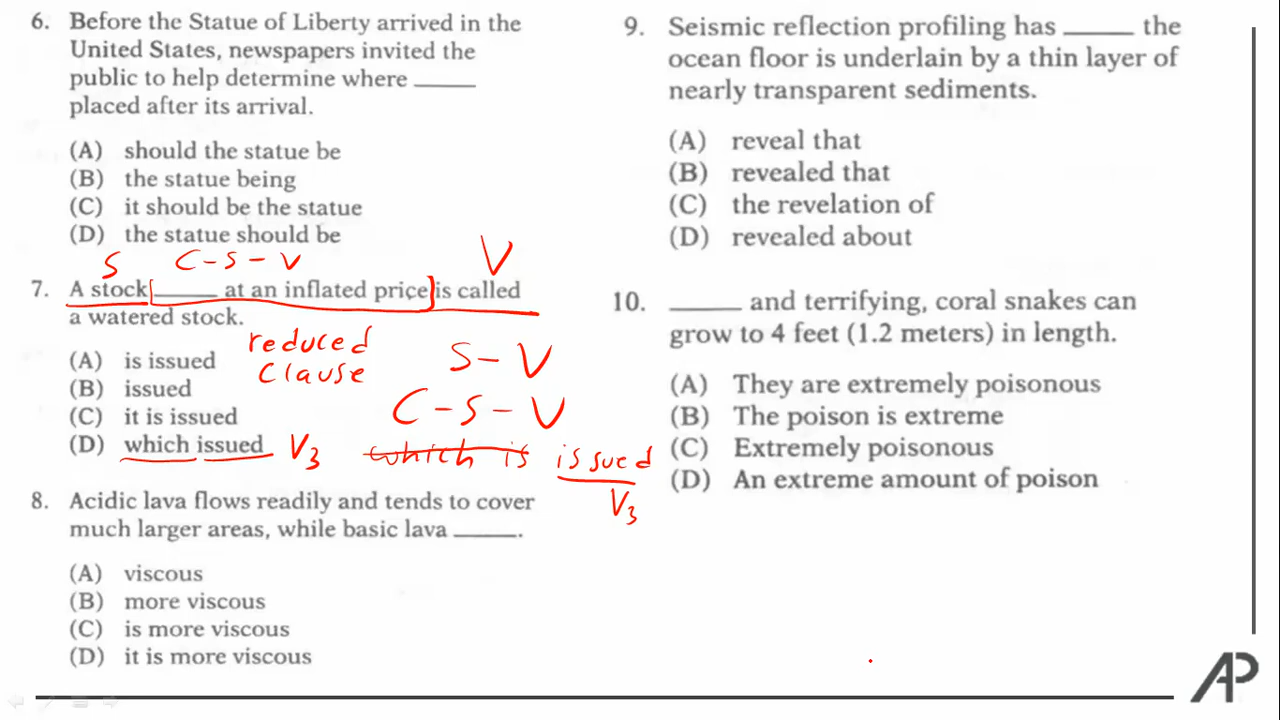 6. Before the Statue of Liberty arrived in the
United States, newspapers invited the
public to help determine where ____
placed after its arrival.
(A) should the statue be
(B) the statue being
(C) it should be the statue
(D) the statue should be
S C-S-V V
7. A stock ____ at an inflated price is called
a watered stock.
(A) is issued
(B) issued
(C) it is issued
(D) which issued
reduced
clause
S-V
C-S-V
V3 which is issued
V3
8. Acidic lava flows readily and tends to cover
much larger areas, while basic lava ____.
(A) viscous
(B) more viscous
(C) is more viscous
(D) it is more viscous
9. Seismic reflection profiling has ____ the
ocean floor is underlain by a thin layer of
nearly transparent sediments.
(A) reveal that
(B) revealed that
(C) the revelation of
(D) revealed about
10. ____ and terrifying, coral snakes can
grow to 4 feet (1.2 meters) in length.
(A) They are extremely poisonous
(B) The poison is extreme
(C) Extremely poisonous
(D) An extreme amount of poison
AP